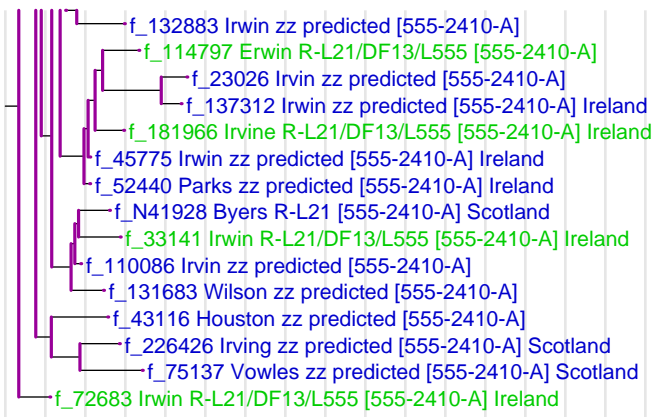 f_132883 Irwin zz predicted [555-2410-A]
f_114797 Erwin R-L21/DF13/L555 [555-2410-A]
f_23026 Irvin zz predicted [555-2410-A]
f_137312 Irwin zz predicted [555-2410-A] Ireland
f_181966 Irvine R-L21/DF13/L555 [555-2410-A] Ireland
f_45775 Irwin zz predicted [555-2410-A] Ireland
f_52440 Parks zz predicted [555-2410-A] Ireland
f_N41928 Byers R-L21 [555-2410-A] Scotland
f_33141 Irwin R-L21/DF13/L555 [555-2410-A] Ireland
f_110086 Irvin zz predicted [555-2410-A]
f_131683 Wilson zz predicted [555-2410-A]
f_43116 Houston zz predicted [555-2410-A]
f_226426 Irving zz predicted [555-2410-A] Scotland
f_75137 Vowles zz predicted [555-2410-A] Scotland
f_72683 Irwin R-L21/DF13/L555 [555-2410-A] Ireland